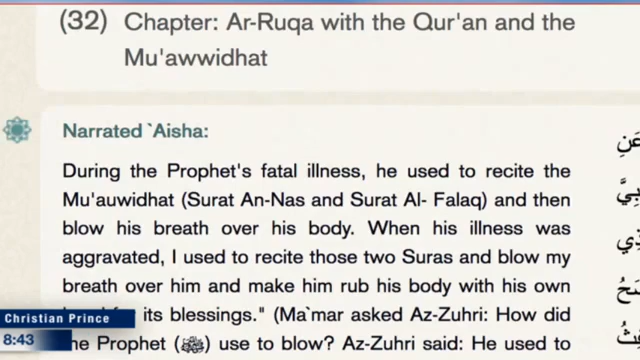 (32) Chapter: Ar-Ruqa with the Qur'an and the
Mu'awwidhat
Narrated `Aisha:
During the Prophet's fatal illness, he used to recite the
Mu'auwidhat (Surat An-Nas and Surat Al- Falaq) and then
blow his breath over his body. When his illness was
aggravated, I used to recite those two Suras and blow my
breath over him and make him rub his body with his own
its blessings." (Ma`mar asked Az-Zuhri: How did
Prophet (ﷺ) use to blow? Az-Zuhri said: He used to
عَنِ
Christian Prince
8:43